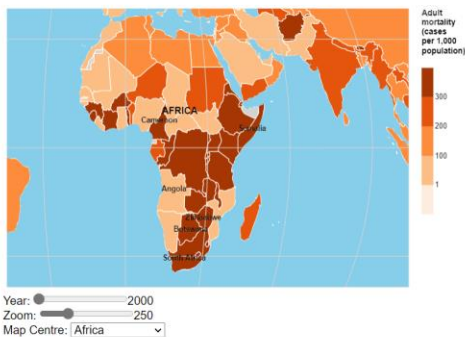 Adult
mortality
(cases
per 1,000
population)
300
200
100
1
AFRICA
Cameroon
Somalia
Angola
Zimbabwe
Botswana
South Africa
Year: 2000
Zoom: 250
Map Centre: Africa